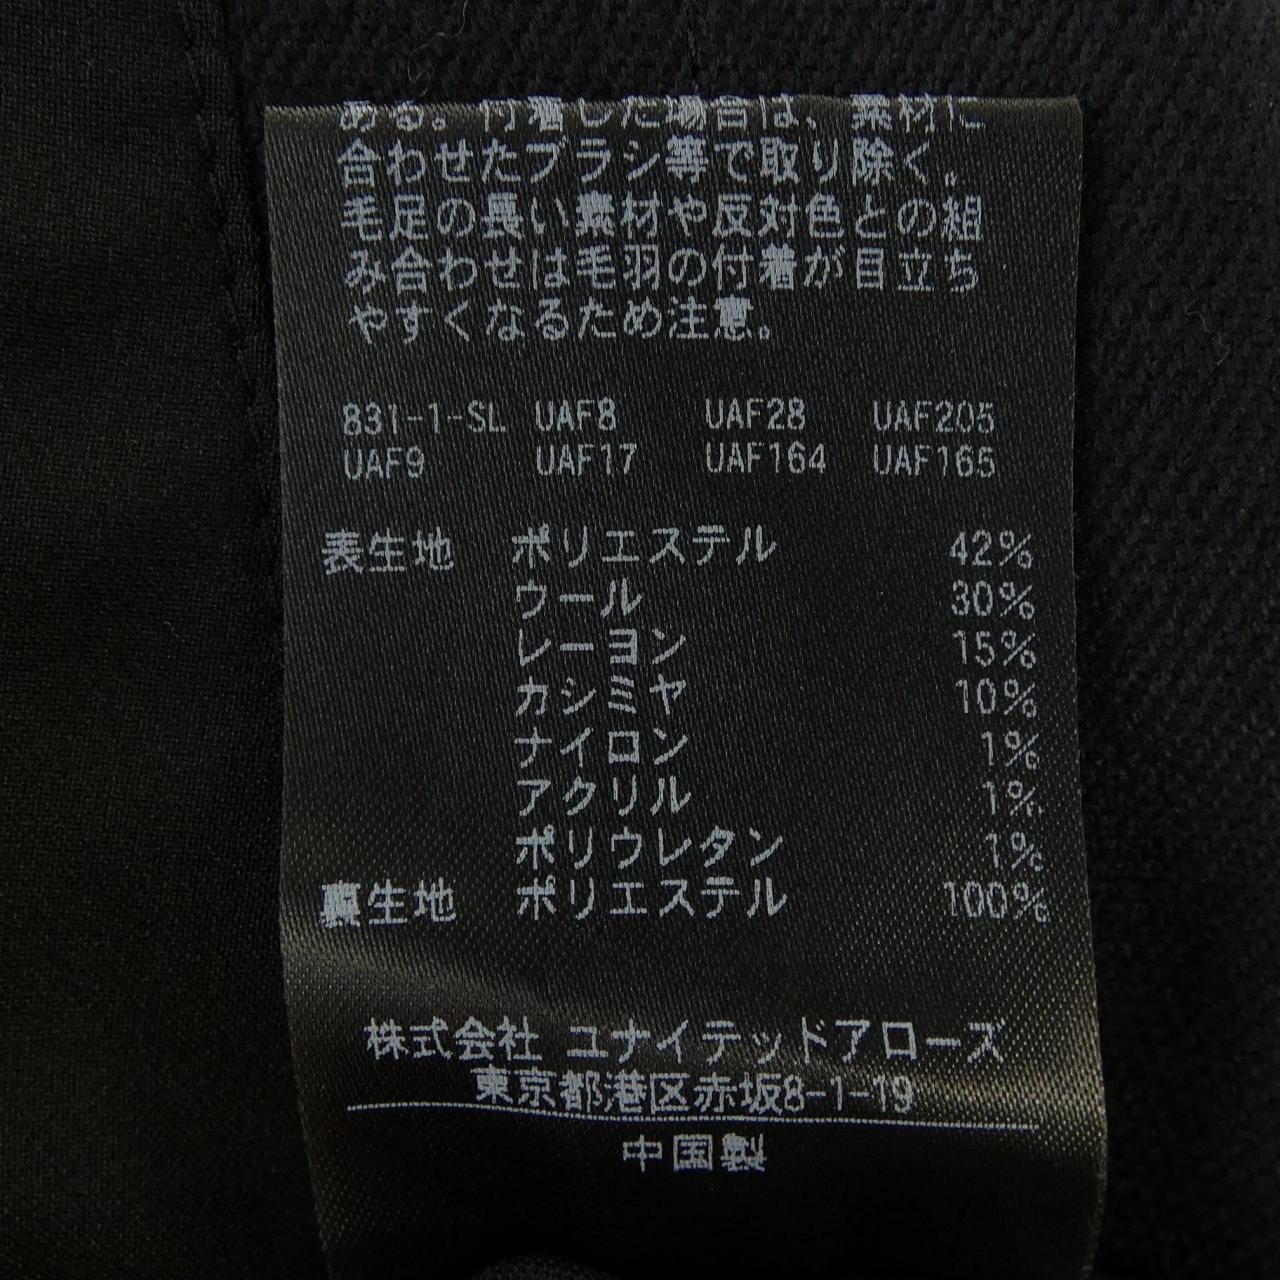 ある。付着した場合は、素材に
合わせたブラシ等で取り除く。
毛足の長い素材や反対色との組
み合わせは毛羽の付着が目立ち
やすくなるため注意。
831-1-SL UAF8 UAF28 UAF205
UAF9 UAF17 UAF164 UAF165
表生地 ポリエステル 42%
ウール 30%
レーヨン 15%
カシミヤ 10%
ナイロン 1%
アクリル 1%
ポリウレタン 1%
裏生地 ポリエステル 100%
株式会社 ユナイテッドアローズ
東京都港区赤坂8-1-19
中国製